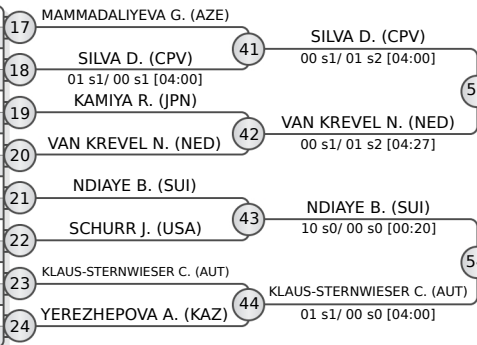 17
MAMMADALIYEVA G. (AZE)
41
SILVA D. (CPV)
00 s1/ 01 s2 [04:00]
18
SILVA D. (CPV)
01 s1/ 00 s1 [04:00]
19
KAMIYA R. (JPN)
42
VAN KREVEL N. (NED)
00 s1/ 01 s2 [04:27]
20
VAN KREVEL N. (NED)
21
NDIAYE B. (SUI)
43
NDIAYE B. (SUI)
10 s0/ 00 s0 [00:20]
22
SCHURR J. (USA)
23
KLAUS-STERNWIESER C. (AUT)
44
KLAUS-STERNWIESER C. (AUT)
01 s1/ 00 s0 [04:00]
24
YEREZHEPOVA A. (KAZ)